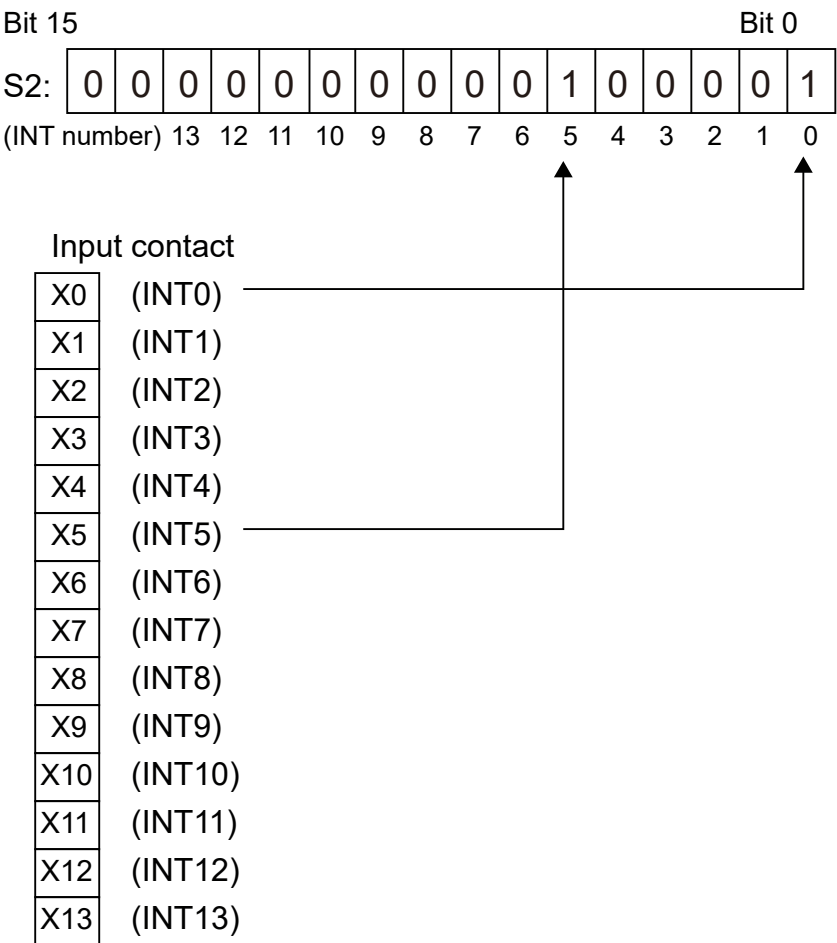 Bit 15 Bit 0
S2: 0 0 0 0 0 0 0 0 0 0 1 0 0 0 0 1
(INT number) 13 12 11 10 9 8 7 6 5 4 3 2 1 0
Input contact
X0 (INT0)
X1 (INT1)
X2 (INT2)
X3 (INT3)
X4 (INT4)
X5 (INT5)
X6 (INT6)
X7 (INT7)
X8 (INT8)
X9 (INT9)
X10 (INT10)
X11 (INT11)
X12 (INT12)
X13 (INT13)